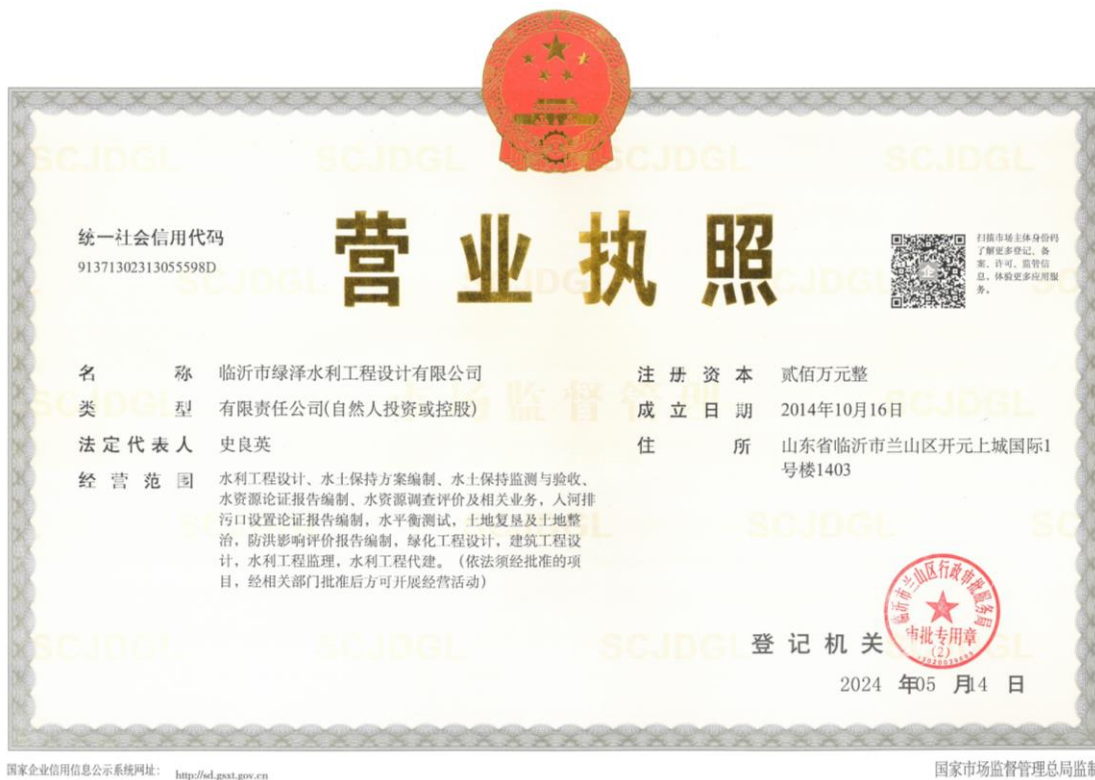 营业执照
统一社会信用代码
91371302313055598D
扫描市场主体身份码
了解更多登记、备
案、许可、监管信
息，体验更多应用服
务。
名称 临沂市绿泽水利工程设计有限公司
类型 有限责任公司(自然人投资或控股)
法定代表人 史良英
经营范围 水利工程设计、水土保持方案编制、水土保持监测与验收、
水资源论证报告编制、水资源调查评价及相关业务，入河排
污口设置论证报告编制，水平衡测试，土地复垦及土地整
治，防洪影响评价报告编制，绿化工程设计，建筑工程设
计，水利工程监理，水利工程代建。（依法须经批准的项
目，经相关部门批准后方可开展经营活动）
注册资本 贰佰万元整
成立日期 2014年10月16日
住所 山东省临沂市兰山区开元上城国际1
号楼1403
登记机关
临沂市兰山区行政审批服务局
审批专用章
(2)
2024 年05 月14 日
国家企业信用信息公示系统网址： http://sd.gsxt.gov.cn
国家市场监督管理总局监制
SCJDGL
市场监督管理